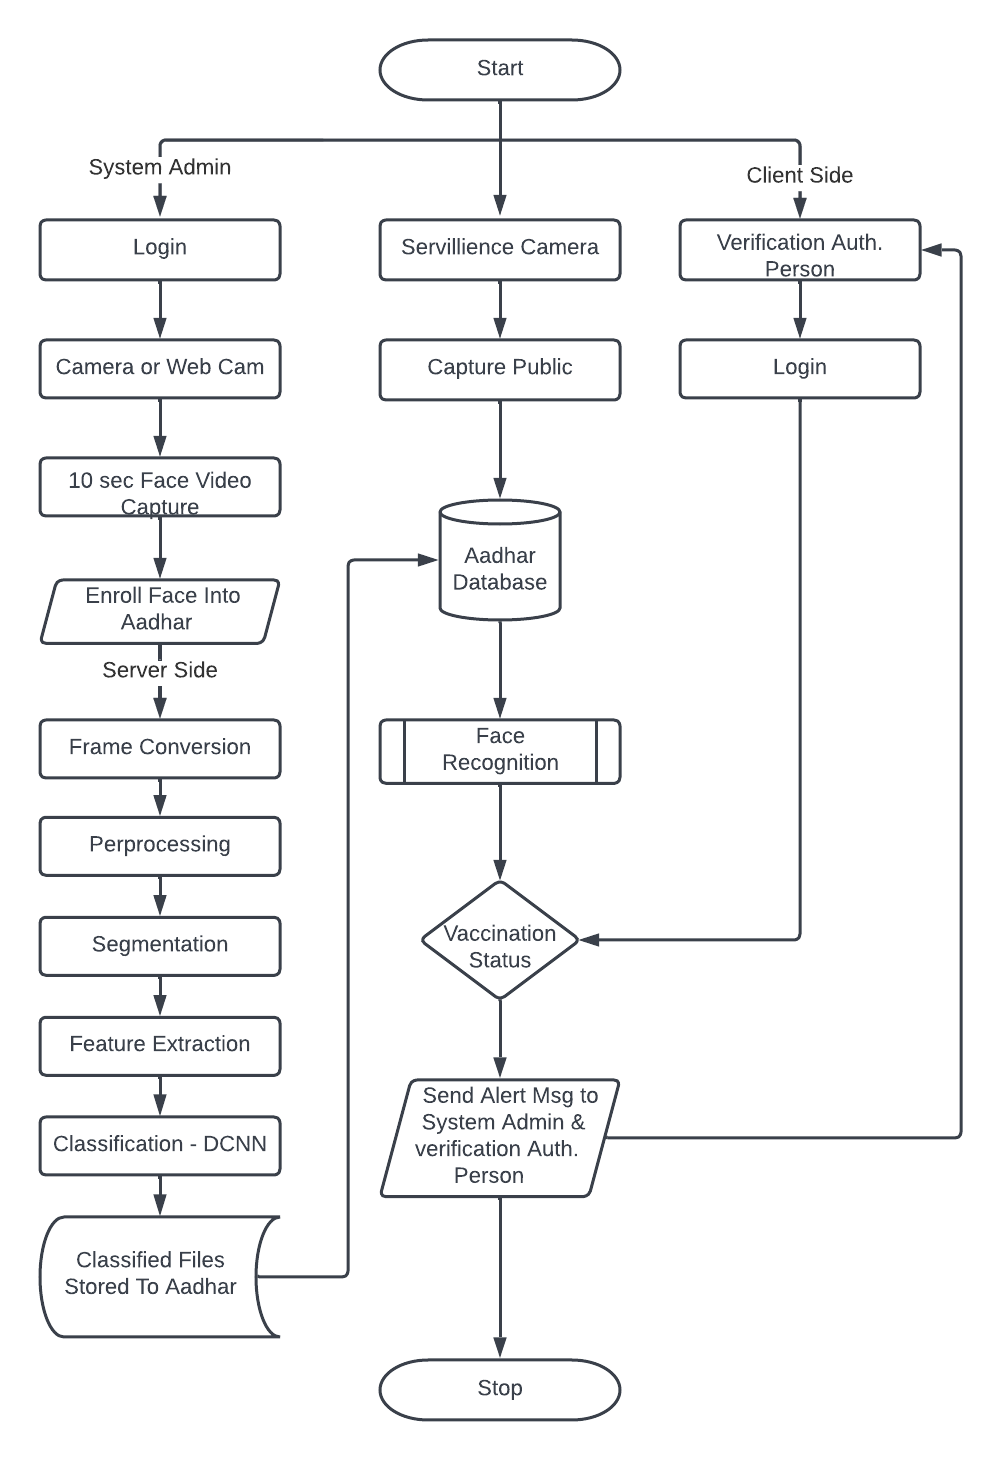 Start
System Admin
Client Side
Login
Servillience Camera
Verification Auth.
Person
Camera or Web Cam
Capture Public
Login
10 sec Face Video
Capture
Aadhar
Database
Enroll Face Into
Aadhar
Server Side
Frame Conversion
Face
Recognition
Perprocessing
Segmentation
Vaccination
Status
Feature Extraction
Send Alert Msg to
System Admin &
verification Auth.
Person
Classification - DCNN
Classified Files
Stored To Aadhar
Stop